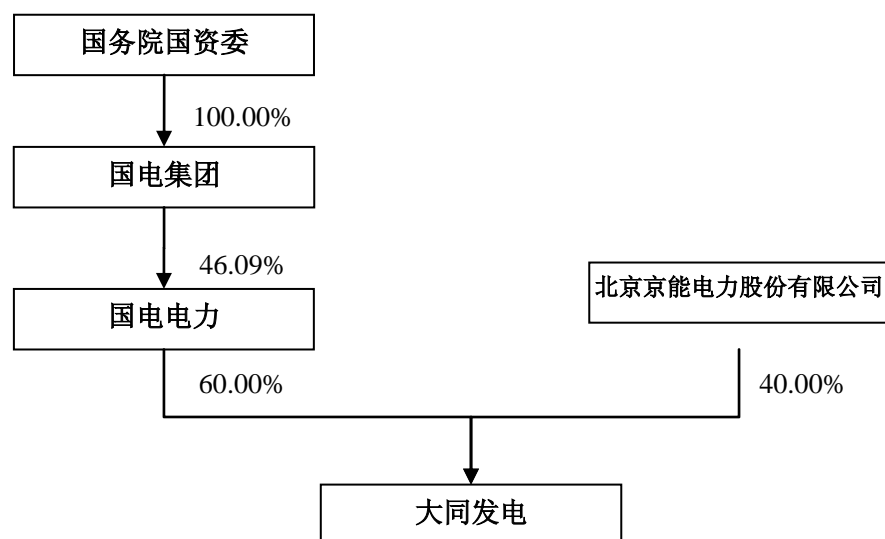 国务院国资委
100.00%
国电集团
46.09%
北京京能电力股份有限公司
国电电力
60.00%
40.00%
大同发电